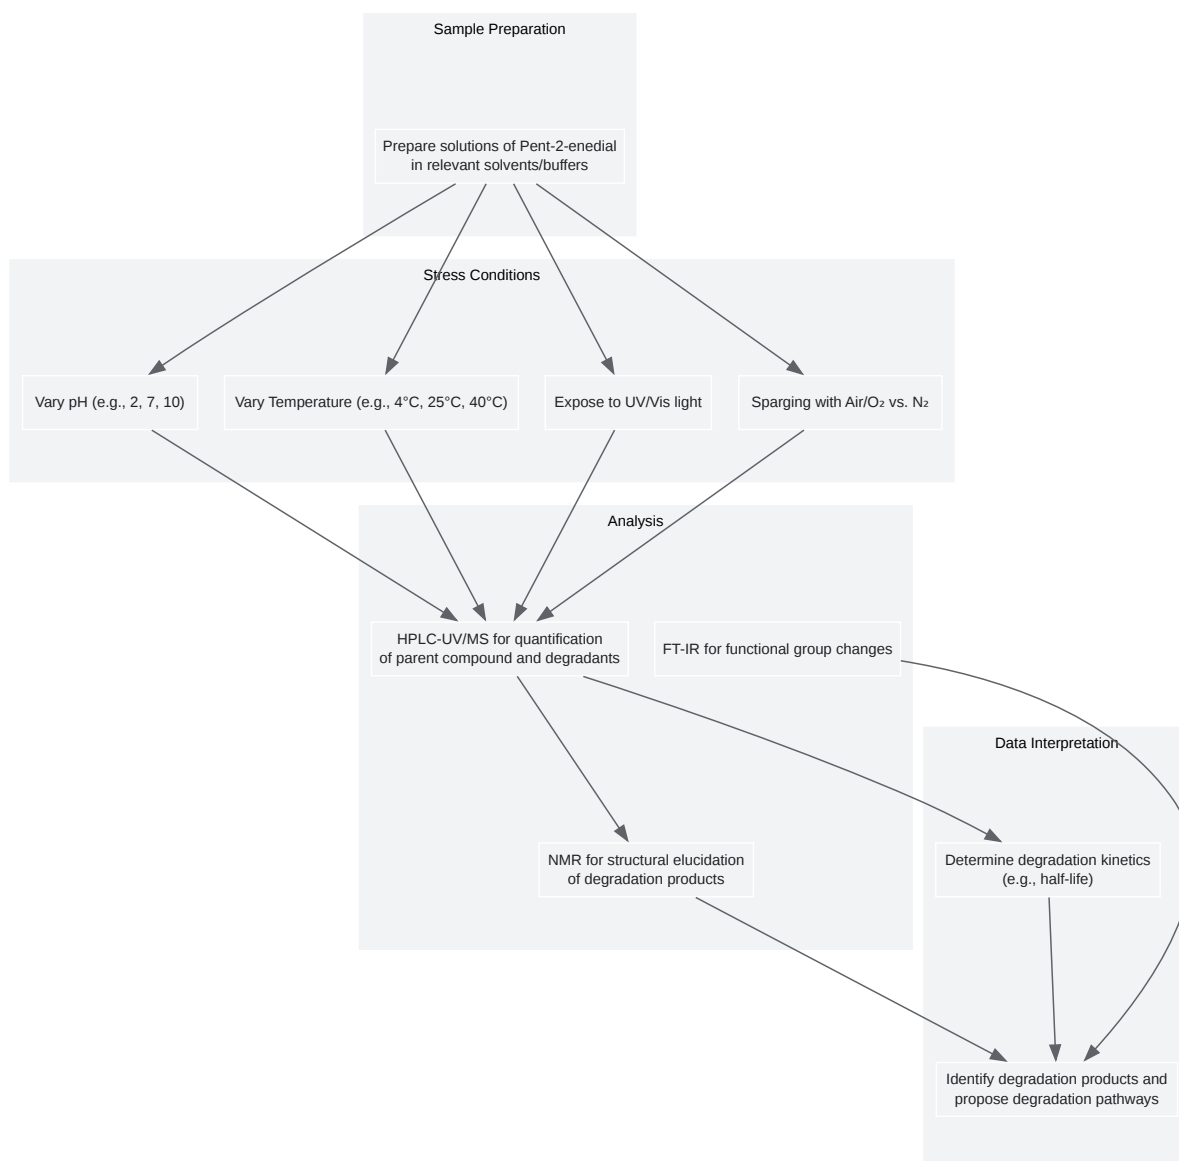 Sample Preparation
Prepare solutions of Pent-2-enedial
in relevant solvents/buffers
Stress Conditions
Vary pH (e.g., 2, 7, 10)
Vary Temperature (e.g., 4°C, 25°C, 40°C)
Expose to UV/Vis light
Sparging with Air/O₂ vs. N₂
Analysis
HPLC-UV/MS for quantification
of parent compound and degradants
FT-IR for functional group changes
Data Interpretation
NMR for structural elucidation
of degradation products
Determine degradation kinetics
(e.g., half-life)
Identify degradation products and
propose degradation pathways